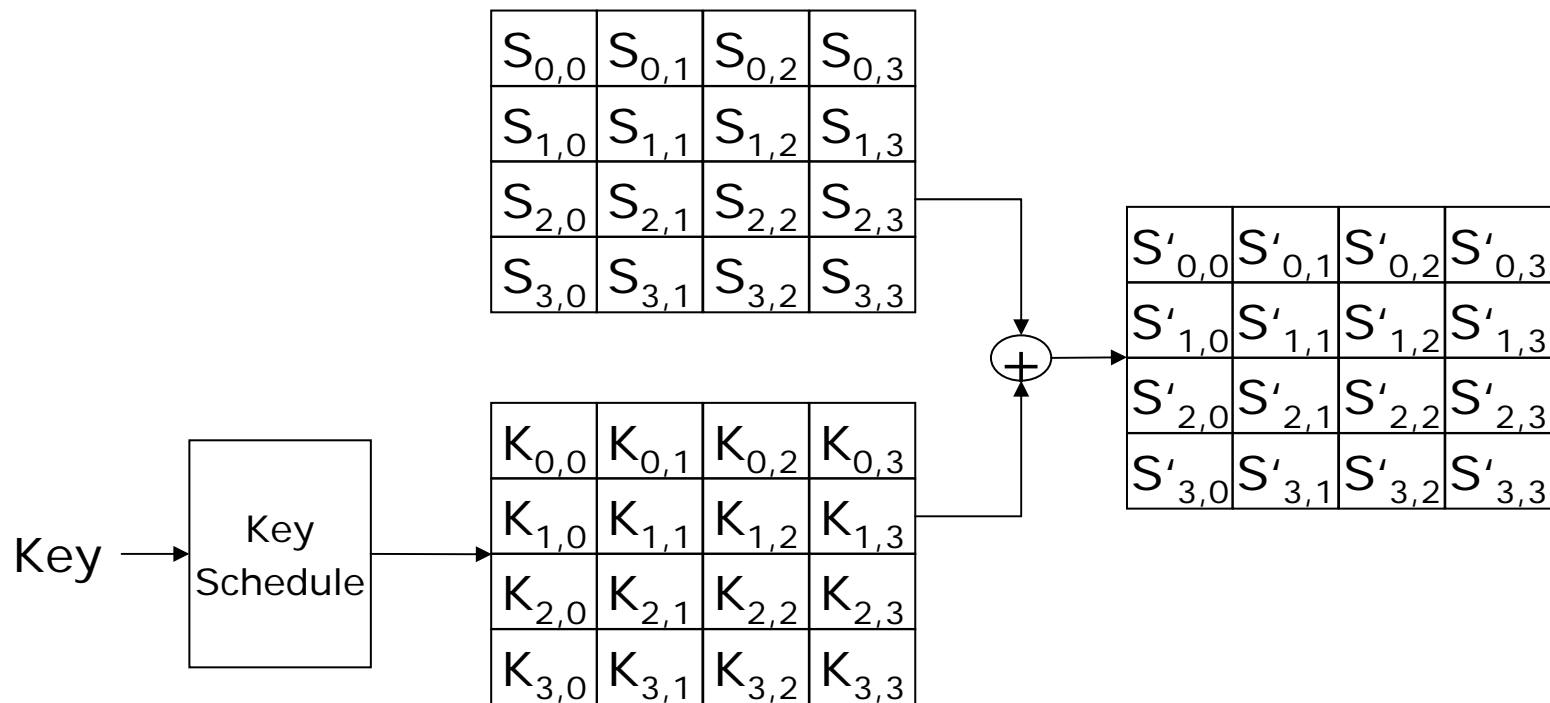 S0,0 S0,1 S0,2 S0,3
S1,0 S1,1 S1,2 S1,3
S2,0 S2,1 S2,2 S2,3
S3,0 S3,1 S3,2 S3,3
S‘0,0 S‘0,1 S‘0,2 S‘0,3
S‘1,0 S‘1,1 S‘1,2 S‘1,3
S‘2,0 S‘2,1 S‘2,2 S‘2,3
S‘3,0 S‘3,1 S‘3,2 S‘3,3
+
Key
Key
Schedule
K0,0 K0,1 K0,2 K0,3
K1,0 K1,1 K1,2 K1,3
K2,0 K2,1 K2,2 K2,3
K3,0 K3,1 K3,2 K3,3